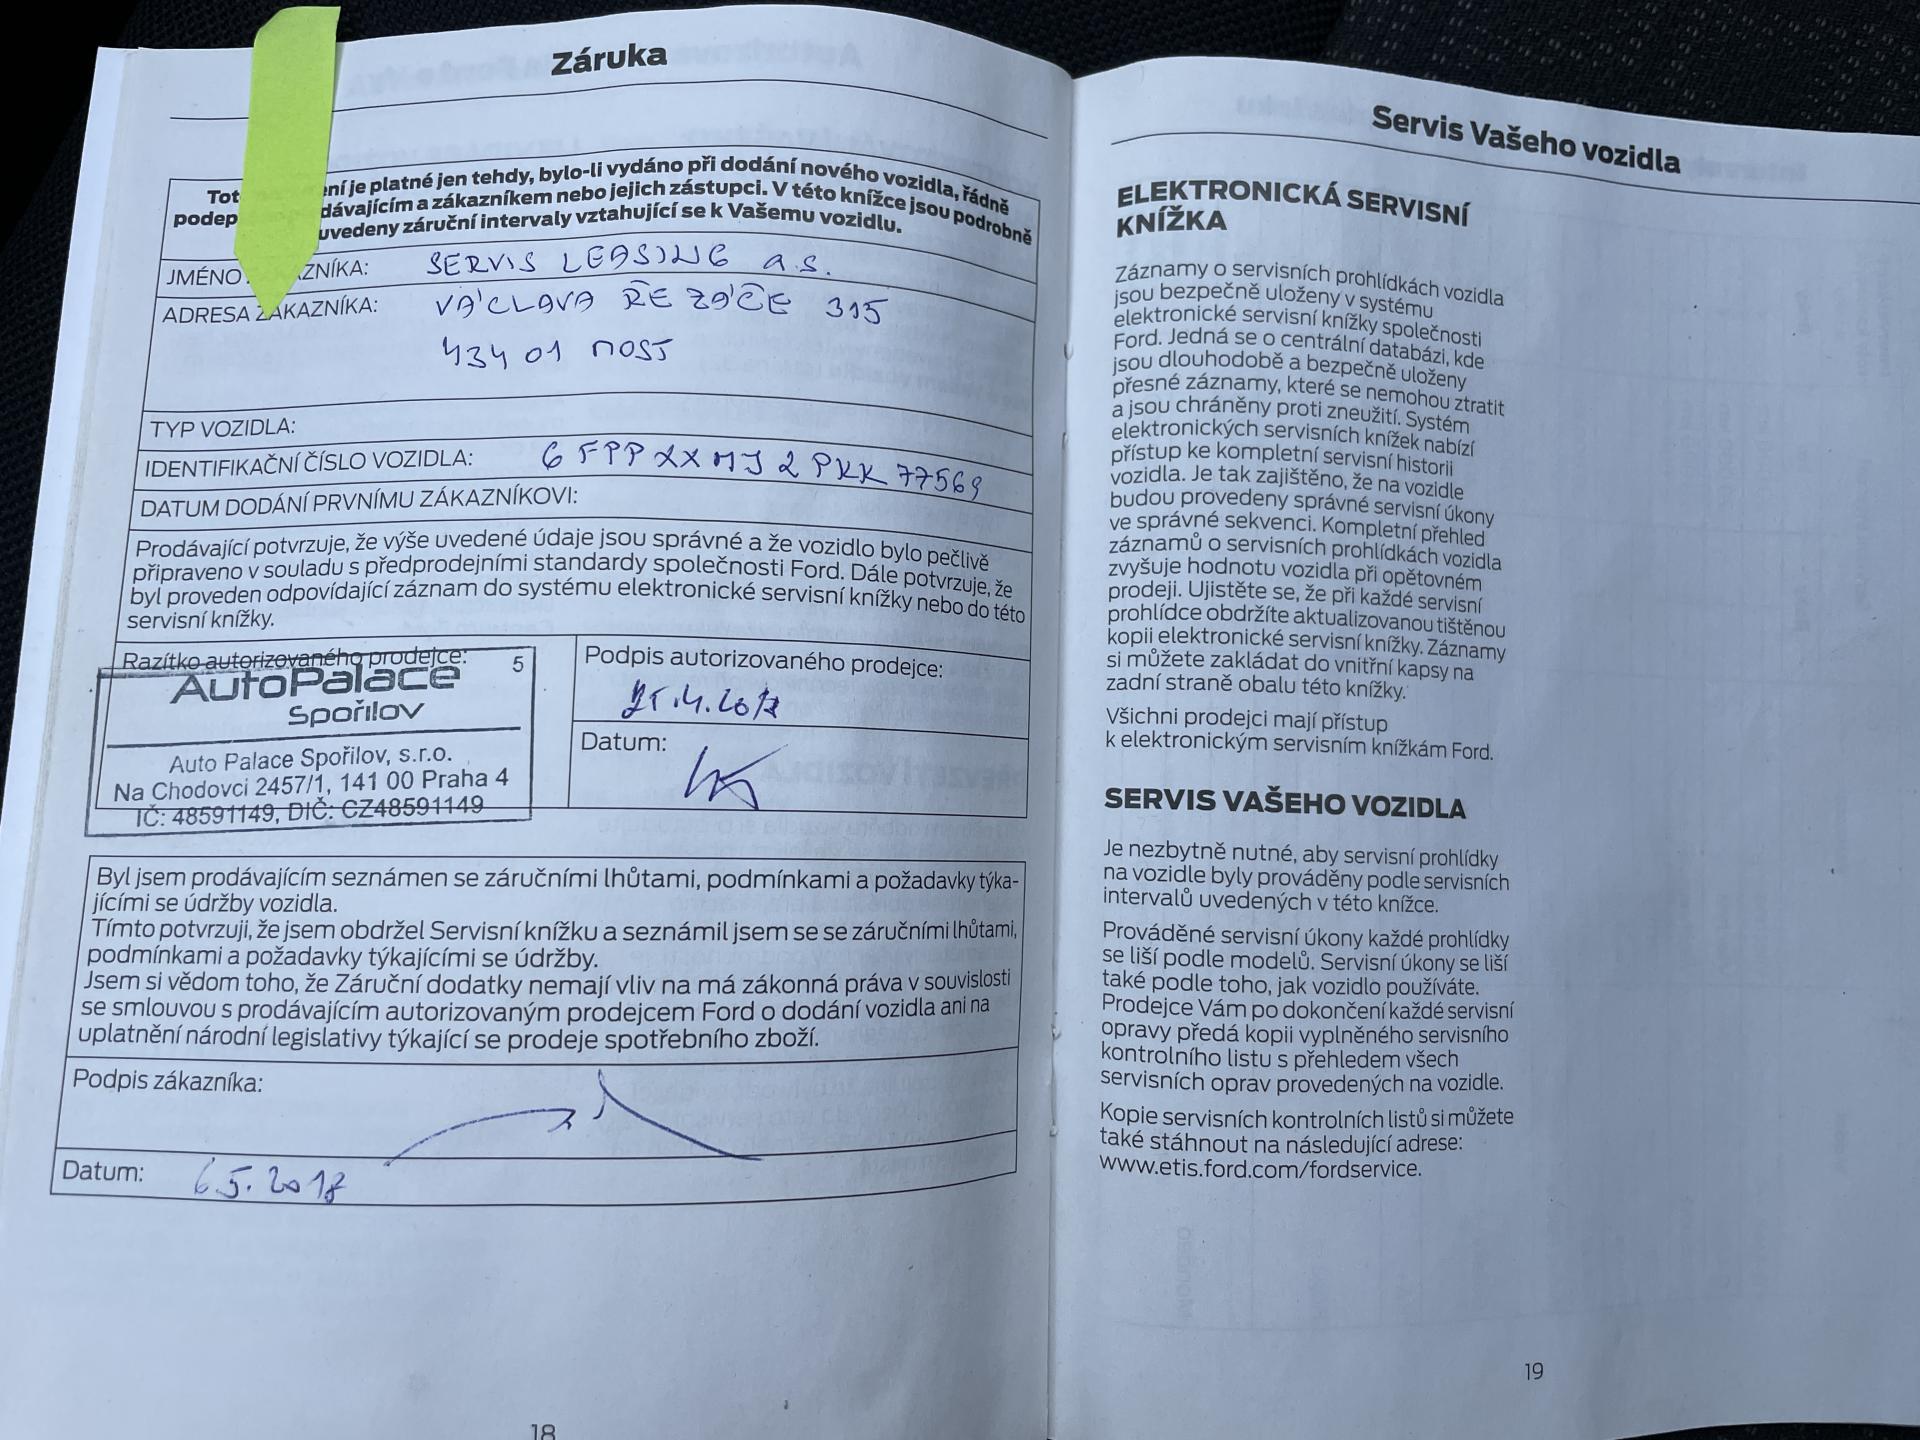 Záruka
je platné jen tehdy, bylo-li vydáno při dodání nového vozidla, řádně
a zákazníkem nebo jejich zástupci. V této knížce jsou podrobně
uvedeny záruční intervaly vztahující se k Vašemu vozidlu.
JMÉNO ZÁKAZNÍKA: SERVIS LEASING a.s.
ADRESA ZÁKAZNÍKA: VÁCLAVA ŘEZÁČE 315
434 01 MOST
TYP VOZIDLA:
IDENTIFIKAČNÍ ČÍSLO VOZIDLA: 6FPPXXMJ2PKK77569
DATUM DODÁNÍ PRVNÍMU ZÁKAZNÍKOVI:
Prodávající potvrzuje, že výše uvedené údaje jsou správné a že vozidlo bylo pečlivě
připraveno v souladu s předprodejními standardy společnosti Ford. Dále potvrzuje, že
byl proveden odpovídající záznam do systému elektronické servisní knížky nebo do této
servisní knížky.
Razítko autorizovaného prodejce: 5
AutoPalace
Spořilov
Auto Palace Spořilov, s.r.o.
Na Chodovci 2457/1, 141 00 Praha 4
IČ: 48591149, DIČ: CZ48591149
Podpis autorizovaného prodejce:
Datum:
Byl jsem prodávajícím seznámen se záručními lhůtami, podmínkami a požadavky týka-
jícími se údržby vozidla.
Tímto potvrzuji, že jsem obdržel Servisní knížku a seznámil jsem se se záručními lhůtami,
podmínkami a požadavky týkajícími se údržby.
Jsem si vědom toho, že Záruční dodatky nemají vliv na má zákonná práva v souvislosti
se smlouvou s prodávajícím autorizovaným prodejcem Ford o dodání vozidla ani na
uplatnění národní legislativy týkající se prodeje spotřebního zboží.
Podpis zákazníka:
Datum: 6.5.2018
18
Servis Vašeho vozidla
ELEKTRONICKÁ SERVISNÍ
KNÍŽKA
Záznamy o servisních prohlídkách vozidla
jsou bezpečně uloženy v systému
elektronické servisní knížky společnosti
Ford. Jedná se o centrální databázi, kde
jsou dlouhodobě a bezpečně uloženy
přesné záznamy, které se nemohou ztratit
a jsou chráněny proti zneužití. Systém
elektronických servisních knížek nabízí
přístup ke kompletní servisní historii
vozidla. Je tak zajištěno, že na vozidle
budou provedeny správné servisní úkony
ve správné sekvenci. Kompletní přehled
záznamů o servisních prohlídkách vozidla
zvyšuje hodnotu vozidla při opětovném
prodeji. Ujistěte se, že při každé servisní
prohlídce obdržíte aktualizovanou tištěnou
kopii elektronické servisní knížky. Záznamy
si můžete zakládat do vnitřní kapsy na
zadní straně obalu této knížky.
Všichni prodejci mají přístup
k elektronickým servisním knížkám Ford.
SERVIS VAŠEHO VOZIDLA
Je nezbytně nutné, aby servisní prohlídky
na vozidle byly prováděny podle servisních
intervalů uvedených v této knížce.
Prováděné servisní úkony každé prohlídky
se liší podle modelů. Servisní úkony se liší
také podle toho, jak vozidlo používáte.
Prodejce Vám po dokončení každé servisní
opravy předá kopii vyplněného servisního
kontrolního listu s přehledem všech
servisních oprav provedených na vozidle.
Kopie servisních kontrolních listů si můžete
také stáhnout na následující adrese:
www.etis.ford.com/fordservice.
19